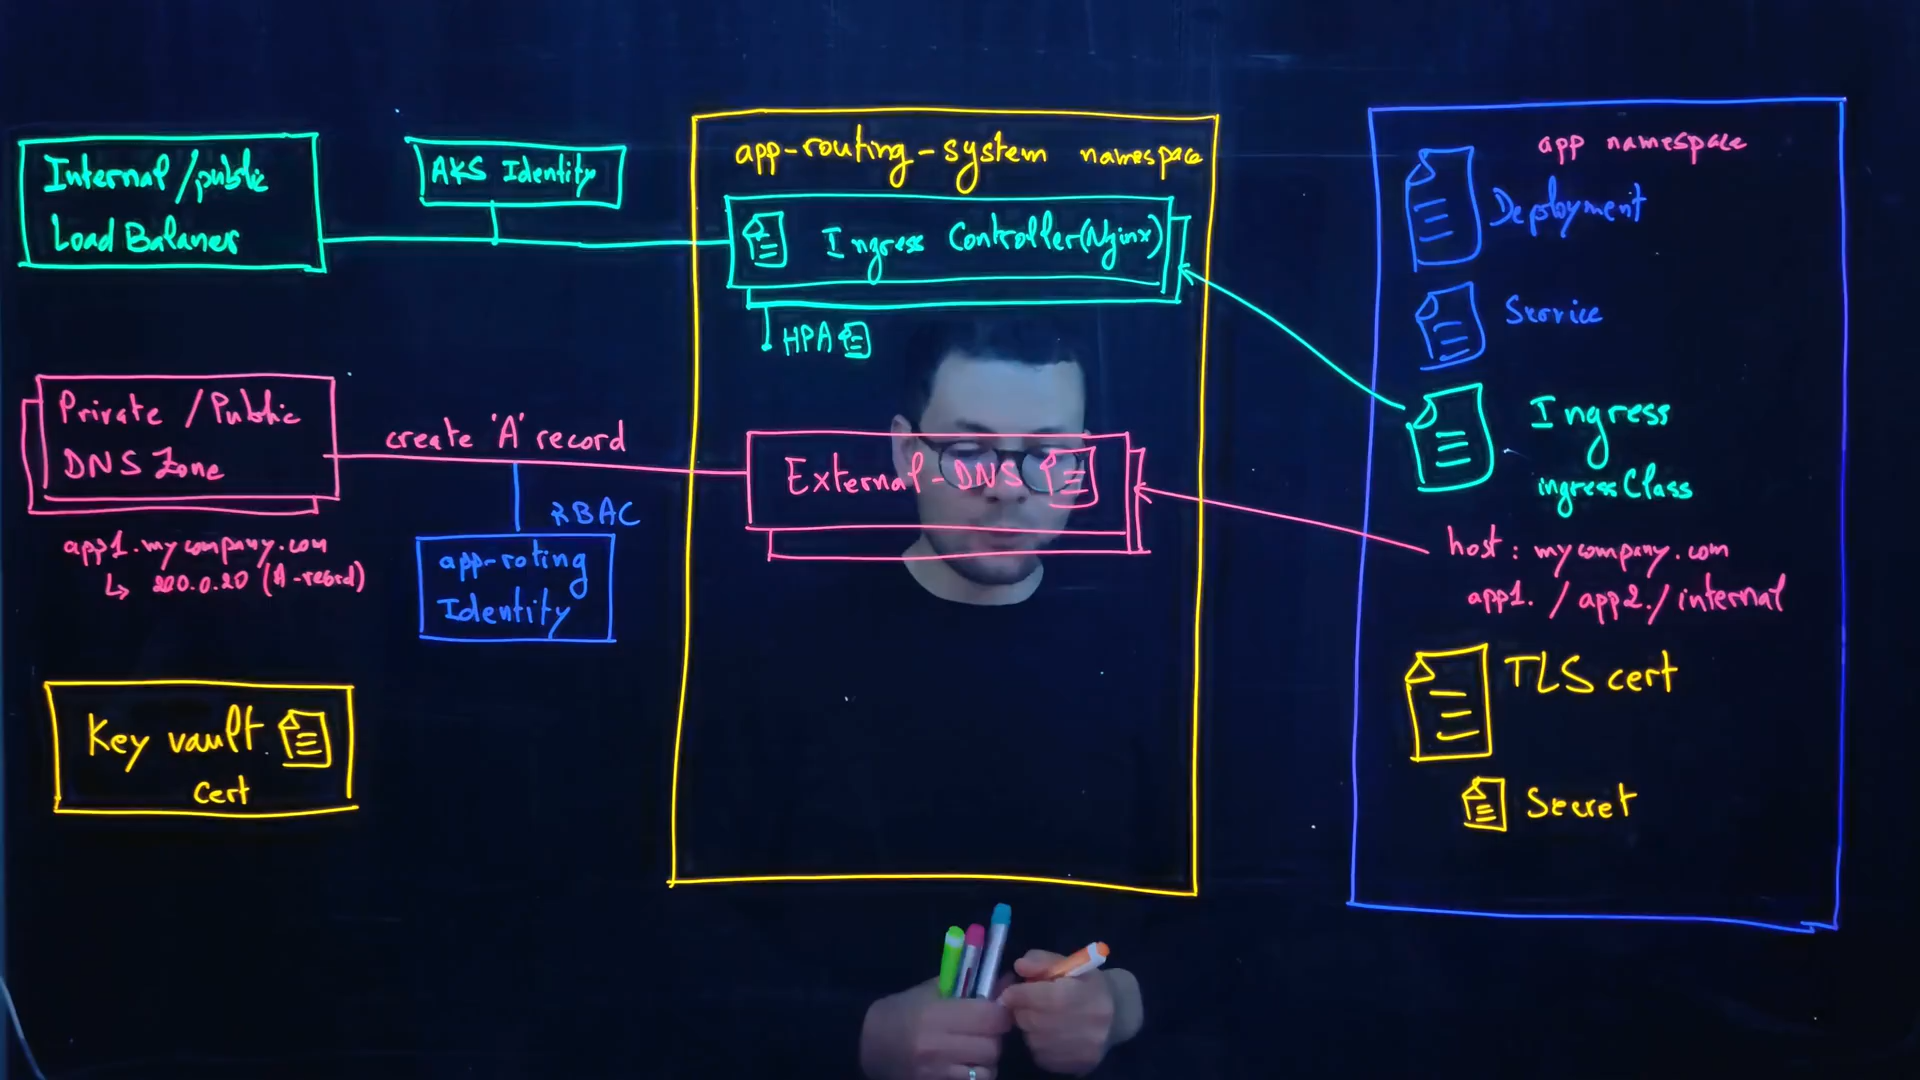 Internal/public
Load Balaner
AKS Identity
app-routing-system namespace
Ingress Controller(Nginx)
HPA
Private /Public
DNS Zone
create 'A' record
External-DNS
app1.mycompany.com
↳ 200.0.20 (A-record)
RBAC
app-roting
Identity
Key vault
cert
app namespace
Deployment
Service
Ingress
ingressClass
host: mycompany.com
app1. / app2. / internal
TLS cert
Secret